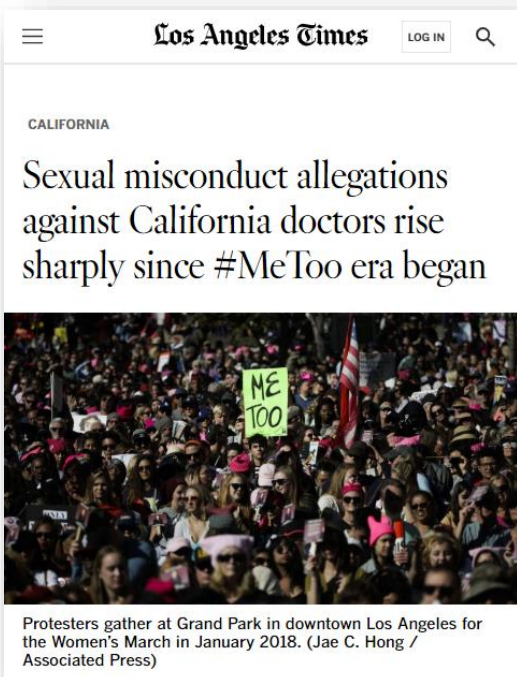 Los Angeles Times
LOG IN
CALIFORNIA
Sexual misconduct allegations
against California doctors rise
sharply since #MeToo era began
ME
TOO
Protesters gather at Grand Park in downtown Los Angeles for
the Women's March in January 2018. (Jae C. Hong /
Associated Press)